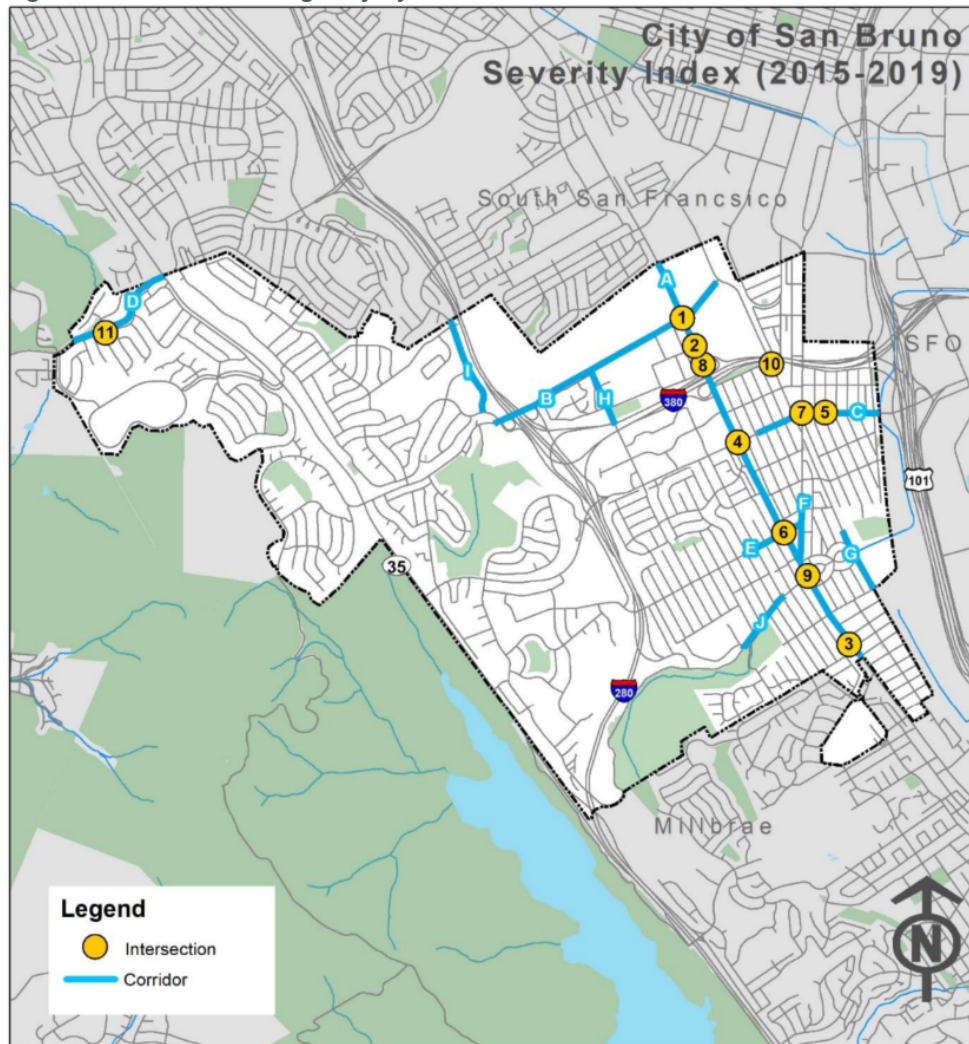 City of San Bruno
Severity Index (2015-2019)
South San Francsico
A
D
1
11
2
SFO
I
8
10
B
H
380
7
5
C
4
101
F
6
E
G
35
9
J
3
280
Millbrae
Legend
Intersection
Corridor
N